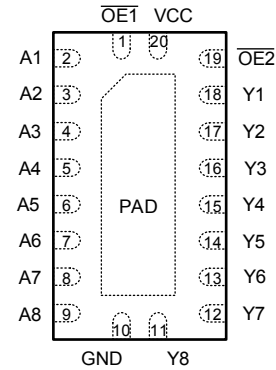 O̅E̅1̅ VCC
1 20
A1 2 19 O̅E̅2̅
A2 3 18 Y1
A3 4 17 Y2
A4 5 16 Y3
A5 6 PAD 15 Y4
A6 7 14 Y5
A7 8 13 Y6
A8 9 12 Y7
10 11
GND Y8